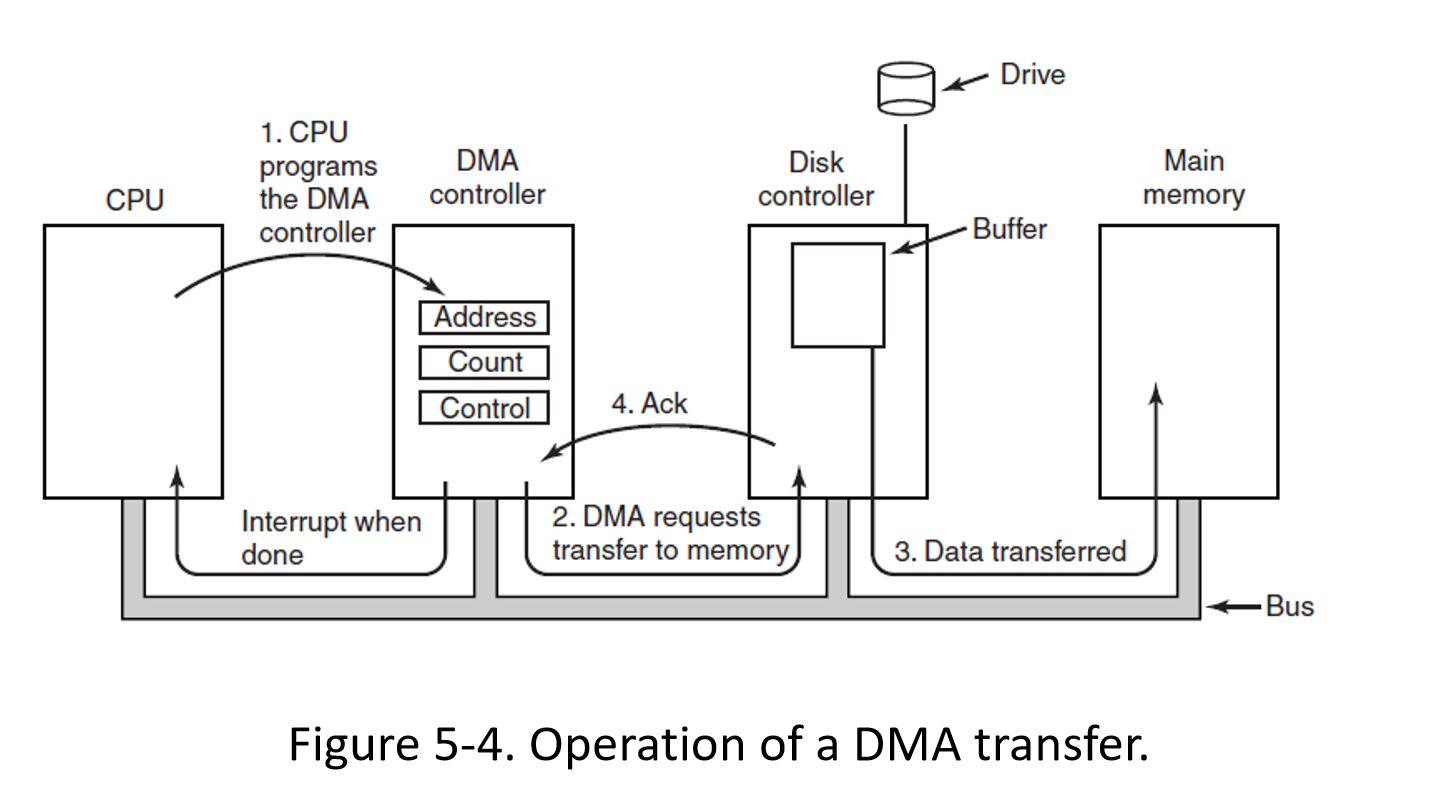 Drive
1. CPU
programs
the DMA
controller
DMA
controller
Disk
controller
Main
memory
CPU
Buffer
Address
Count
Control
4. Ack
Interrupt when
done
2. DMA requests
transfer to memory
3. Data transferred
Bus
Figure 5-4. Operation of a DMA transfer.